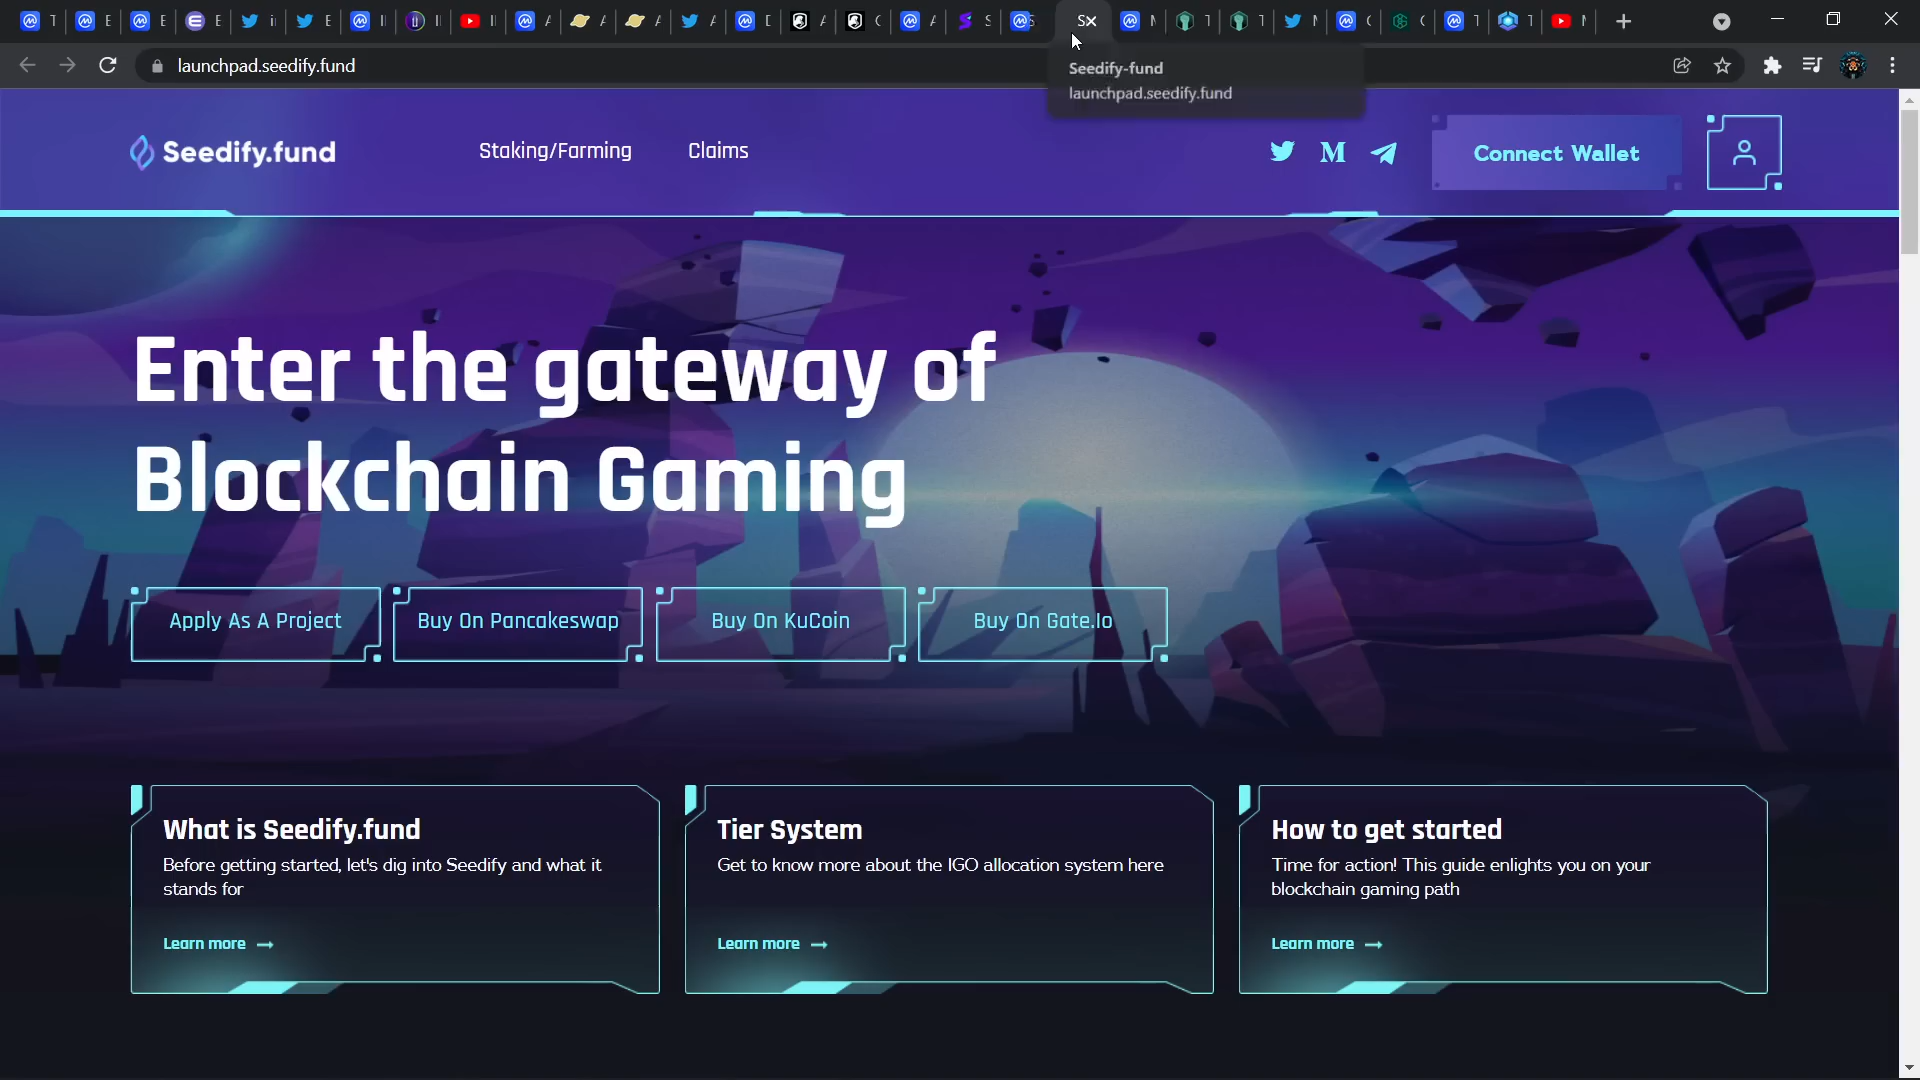 Seedify-fund
launchpad.seedify.fund
launchpad.seedify.fund
Seedify.fund
Staking/Farming
Claims
Connect Wallet
Enter the gateway of
Blockchain Gaming
Apply As A Project
Buy On Pancakeswap
Buy On KuCoin
Buy On Gate.Io
What is Seedify.fund
Before getting started, let's dig into Seedify and what it
stands for
Learn more
Tier System
Get to know more about the IGO allocation system here
Learn more
How to get started
Time for action! This guide enlights you on your
blockchain gaming path
Learn more